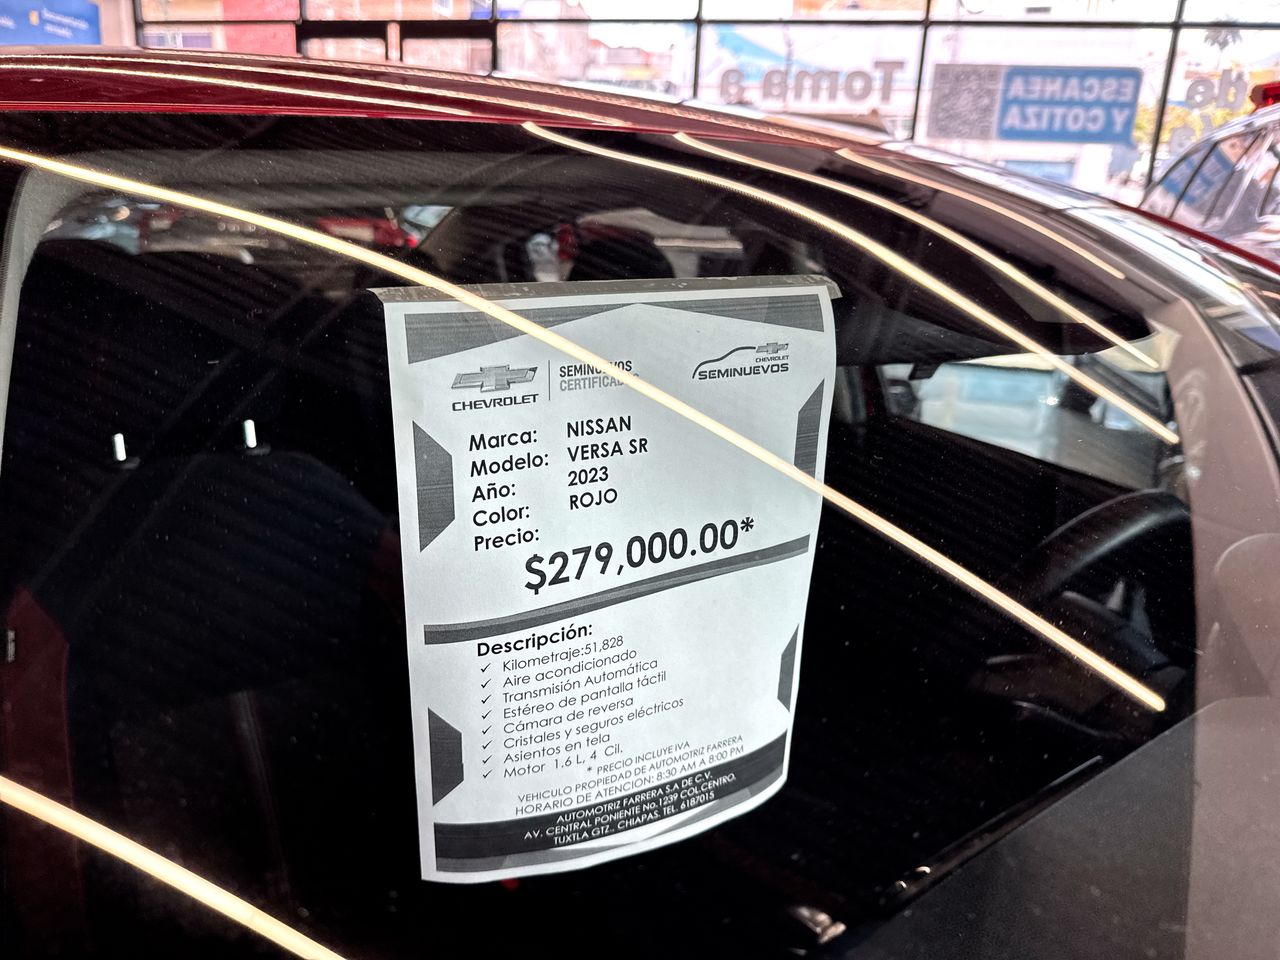 Toma a
de
ESCANEA
Y COTIZA
CHEVROLET
SEMINUEVOS
CERTIFICADOS
CHEVROLET
SEMINUEVOS
Marca: NISSAN
Modelo: VERSA SR
Año: 2023
Color: ROJO
Precio:
$279,000.00*
Descripción:
✓ Kilometraje:51,828
✓ Aire acondicionado
✓ Transmisión Automática
✓ Estéreo de pantalla táctil
✓ Cámara de reversa
✓ Cristales y seguros eléctricos
✓ Asientos en tela
✓ Motor 1.6 L, 4 Cil.
* PRECIO INCLUYE IVA
VEHICULO PROPIEDAD DE AUTOMOTRIZ FARRERA
HORARIO DE ATENCION: 8:30 AM A 8:00 PM
AUTOMOTRIZ FARRERA S.A DE C.V.
AV. CENTRAL PONIENTE No.1239 COL.CENTRO.
TUXTLA GTZ., CHIAPAS. TEL. 6187015